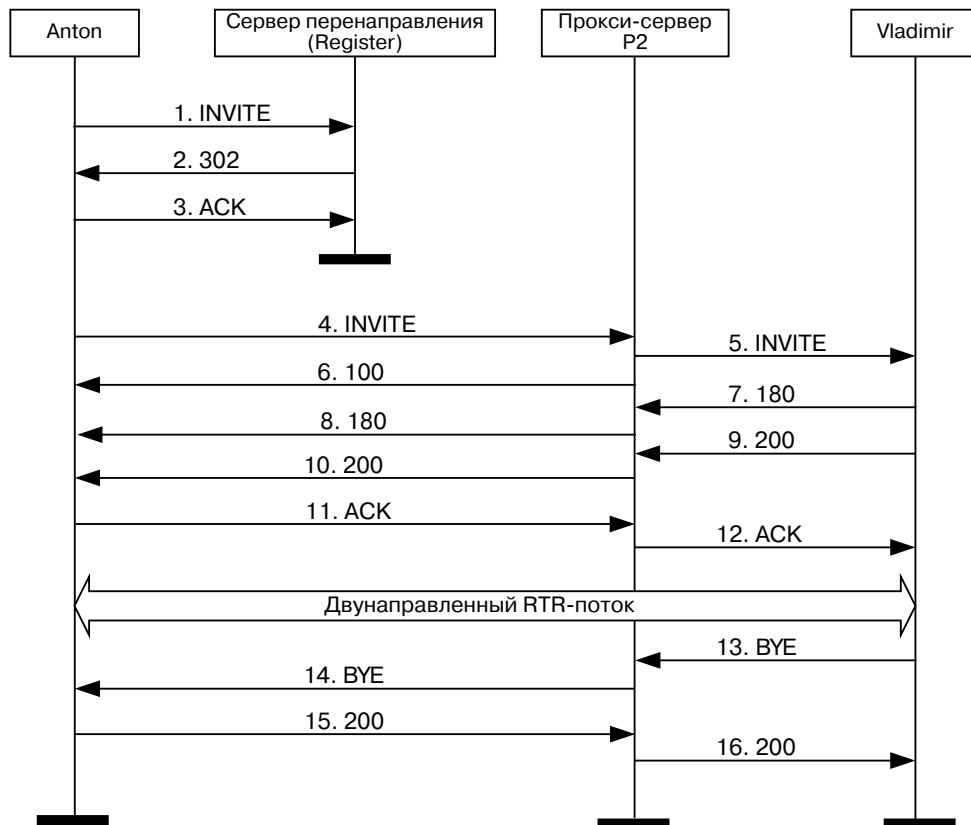 Anton
Сервер перенаправления
(Register)
Прокси-сервер
P2
Vladimir
1. INVITE
2. 302
3. ACK
4. INVITE
5. INVITE
6. 100
7. 180
8. 180
9. 200
10. 200
11. ACK
12. ACK
Двунаправленный RTR-поток
13. BYE
14. BYE
15. 200
16. 200